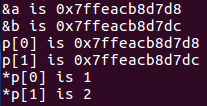 &a is 0x7ffeacb8d7d8
&b is 0x7ffeacb8d7dc
p[0] is 0x7ffeacb8d7d8
p[1] is 0x7ffeacb8d7dc
*p[0] is 1
*p[1] is 2